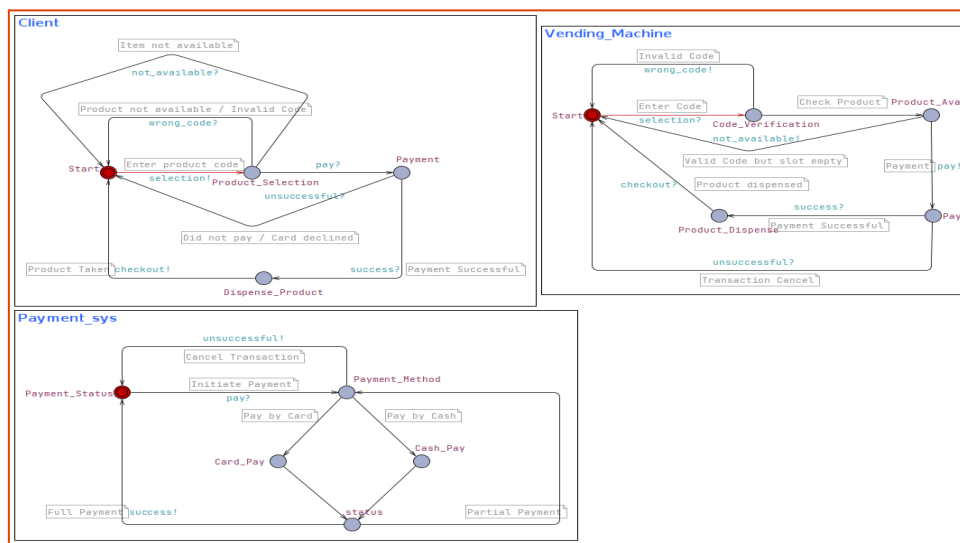 Client
Item not available
not_available?
Product not available / Invalid Code
wrong_code?
Start
Enter product code
selection!
Product_Selection
pay?
Payment
unsuccessful?
Did not pay / Card declined
Product Taken
checkout!
success?
Payment Successful
Dispense_Product
Vending_Machine
Invalid Code
wrong_code!
Start
Enter Code
selection?
Code_Verification
Check Product
Product_Ava
not_available!
Valid Code but slot empty
Payment
pay!
checkout?
Product dispensed
success?
Pay
Product_Dispense
Payment Successful
unsuccessful?
Transaction Cancel
Payment_sys
unsuccessful!
Cancel Transaction
Payment_Status
Initiate Payment
pay?
Payment_Method
Pay by Card
Pay by Cash
Card_Pay
Cash_Pay
Full Payment
success!
status
Partial Payment